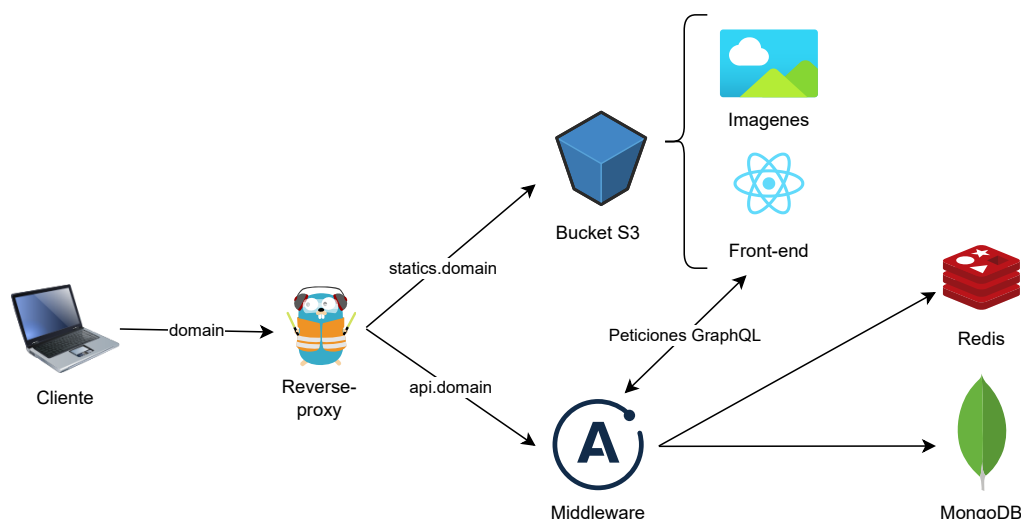 Imagenes
Bucket S3
Front-end
statics.domain
domain
Peticiones GraphQL
Redis
Cliente
Reverse-
proxy
api.domain
A
Middleware
MongoDB